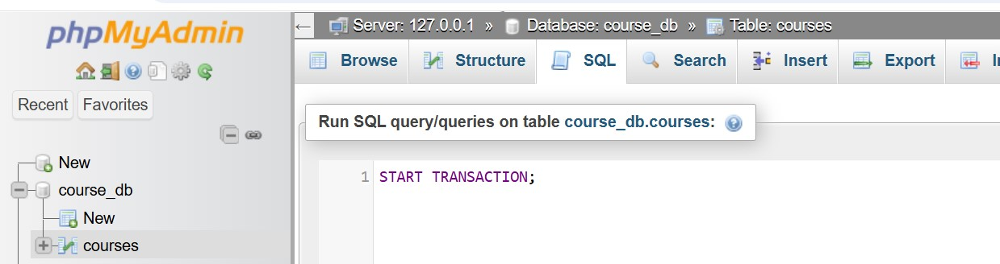 phpMyAdmin
Recent Favorites
New
course_db
New
courses
Server: 127.0.0.1 » Database: course_db » Table: courses
Browse Structure SQL Search Insert Export
Run SQL query/queries on table course_db.courses:
1 START TRANSACTION;